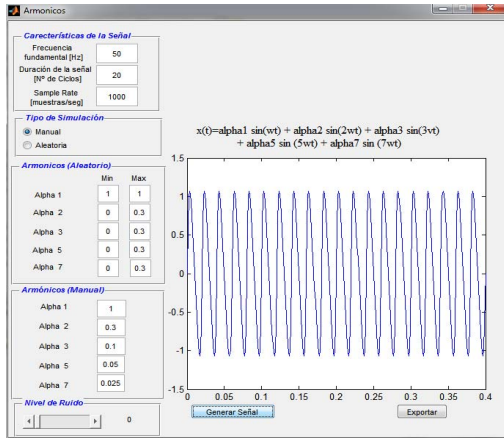 Armonicos
Carecterísticas de la Señal
Frecuencia
fundamental [Hz]
50
Duración de la señal
[Nº de Ciclos]
20
Sample Rate
[muestras/seg]
1000
Tipo de Simulación
Manual
Aleatoria
Armonicos (Aleatorio)
Min Max
Alpha 1 1 1
Alpha 2 0 0.3
Alpha 3 0 0.3
Alpha 5 0 0.3
Alpha 7 0 0.3
Armónicos (Manual)
Alpha 1 1
Alpha 2 0.3
Alpha 3 0.1
Alpha 5 0.05
Alpha 7 0.025
Nivel de Ruido
0
x(t)=alpha1 sin(wt) + alpha2 sin(2wt) + alpha3 sin(3vt)
+ alpha5 sin (5wt) + alpha7 sin (7wt)
1.5
1
0.5
0
-0.5
-1
-1.5
0 0.05 0.1 0.15 0.2 0.25 0.3 0.35 0.4
Generar Señal
Exportar